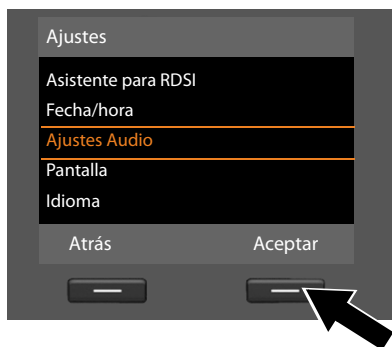 Ajustes
Asistente para RDSI
Fecha/hora
Ajustes Audio
Pantalla
Idioma
Atrás Aceptar